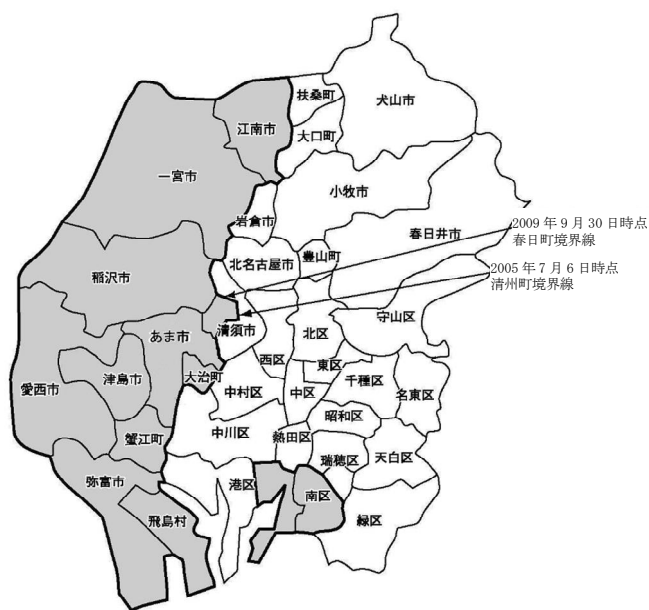 扶桑町
犬山市
江南市
大口町
一宮市
小牧市
岩倉市
2009年9月30日時点
春日町境界線
春日井市
豊山町
北名古屋市
稲沢市
2005年7月6日時点
清州町境界線
守山区
あま市
清須市
北区
西区
東区
千種区
津島市
大治町
愛西市
中村区
中区
名東区
昭和区
蟹江町
中川区
熱田区
瑞穂区
天白区
弥富市
港区
南区
飛島村
緑区